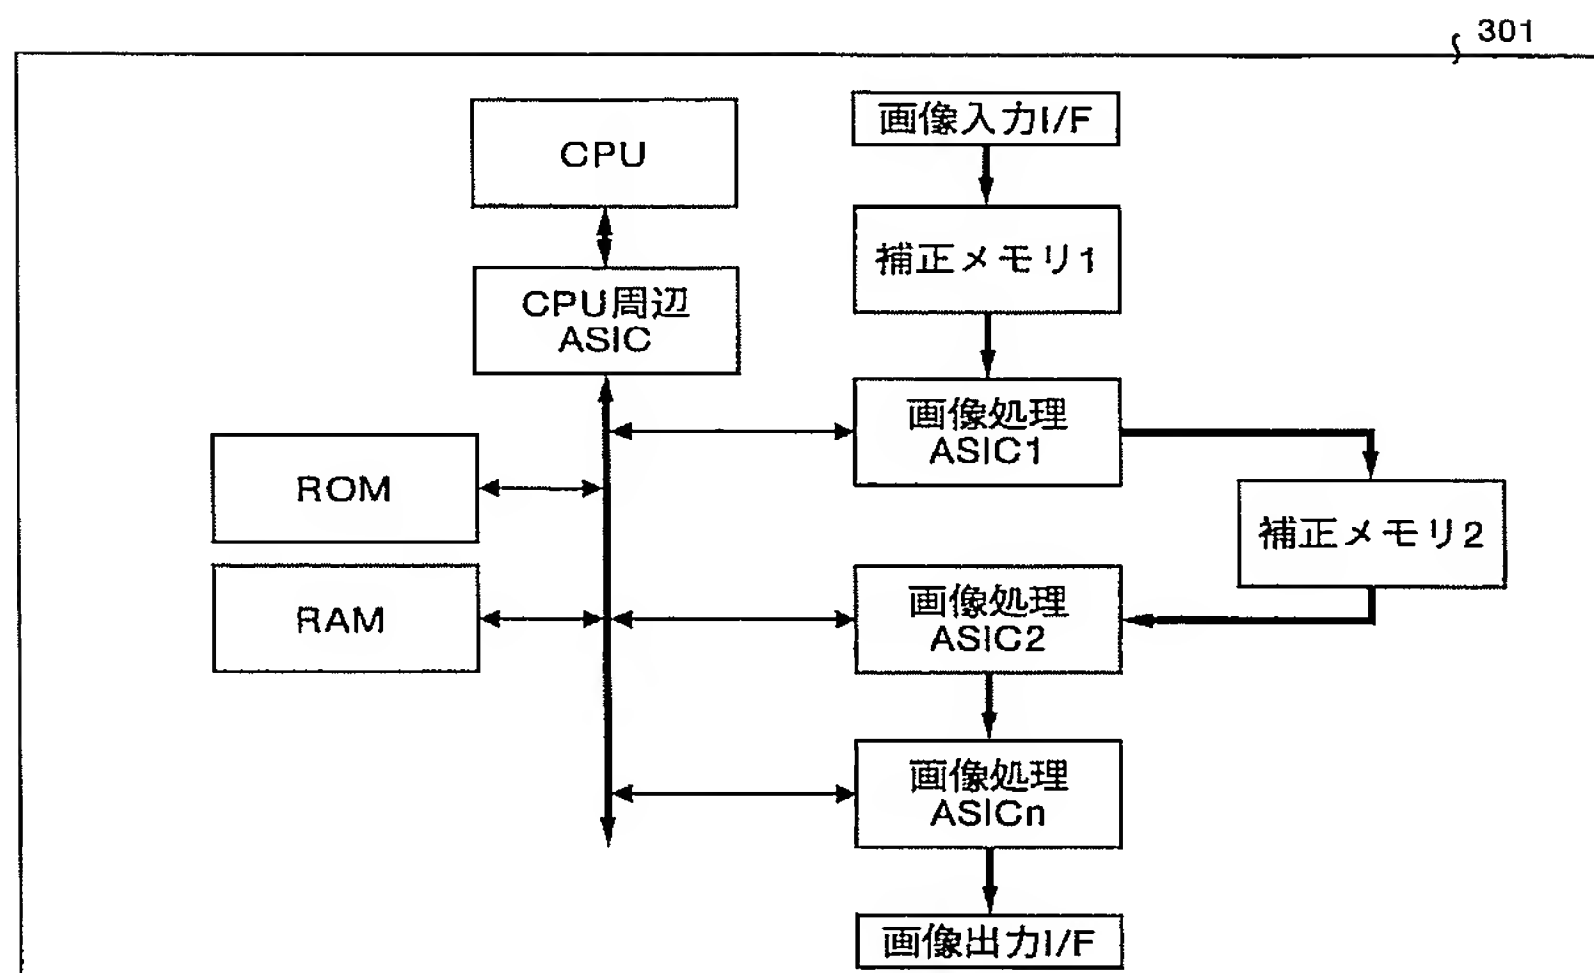 301
CPU
CPU周辺
ASIC
ROM
RAM
画像入力I/F
補正メモリ1
画像処理
ASIC1
補正メモリ2
画像処理
ASIC2
画像処理
ASICn
画像出力I/F